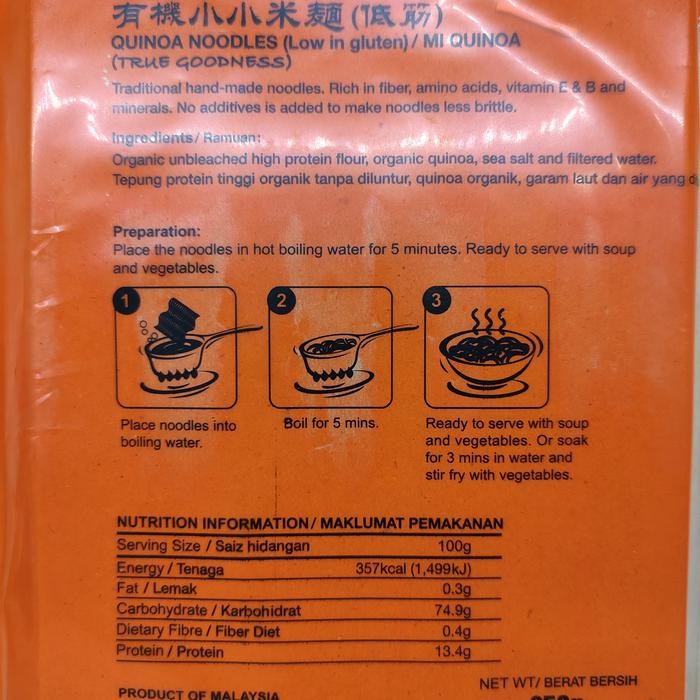 有機小小米麵 (低筋)
QUINOA NOODLES (Low in gluten) / MI QUINOA
(TRUE GOODNESS)
Traditional hand-made noodles. Rich in fiber, amino acids, vitamin E & B and
minerals. No additives is added to make noodles less brittle.
Ingredients / Ramuan:
Organic unbleached high protein flour, organic quinoa, sea salt and filtered water.
Tepung protein tinggi organik tanpa diluntur, quinoa organik, garam laut dan air yang
Preparation:
Place the noodles in hot boiling water for 5 minutes. Ready to serve with soup
and vegetables.
1 2 3
Place noodles into
boiling water.
Boil for 5 mins.
Ready to serve with soup
and vegetables. Or soak
for 3 mins in water and
stir fry with vegetables.
NUTRITION INFORMATION / MAKLUMAT PEMAKANAN
Serving Size / Saiz hidangan 100g
Energy / Tenaga 357kcal (1,499kJ)
Fat / Lemak 0.3g
Carbohydrate / Karbohidrat 74.9g
Dietary Fibre / Fiber Diet 0.4g
Protein / Protein 13.4g
NET WT/ BERAT BERSIH
PRODUCT OF MALAYSIA